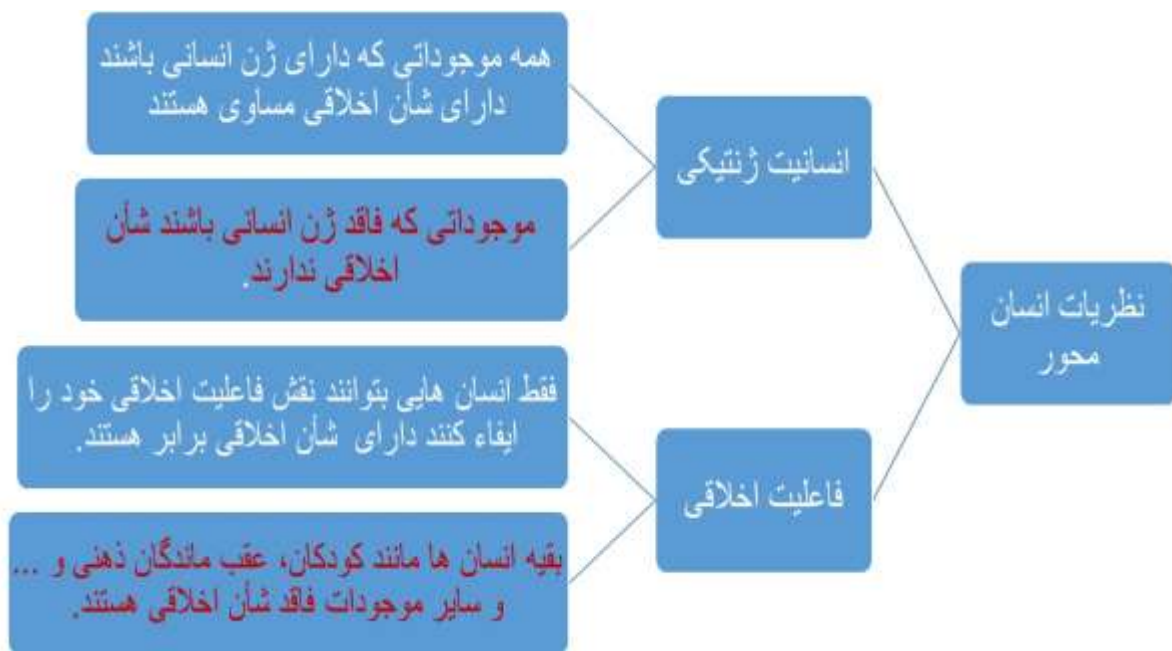 نظریات انسان
محور
انسانیت ژنتیکی
همه موجوداتی که دارای ژن انسانی باشند
دارای شأن اخلاقی مساوی هستند
موجوداتی که فاقد ژن انسانی باشند شأن
اخلاقی ندارند.
فاعلیت اخلاقی
فقط انسان هایی بتوانند نقش فاعلیت اخلاقی خود را
ایفاء کنند دارای شأن اخلاقی برابر هستند.
بقیه انسان ها مانند کودکان، عقب ماندگان ذهنی و ...
و سایر موجودات فاقد شأن اخلاقی هستند.